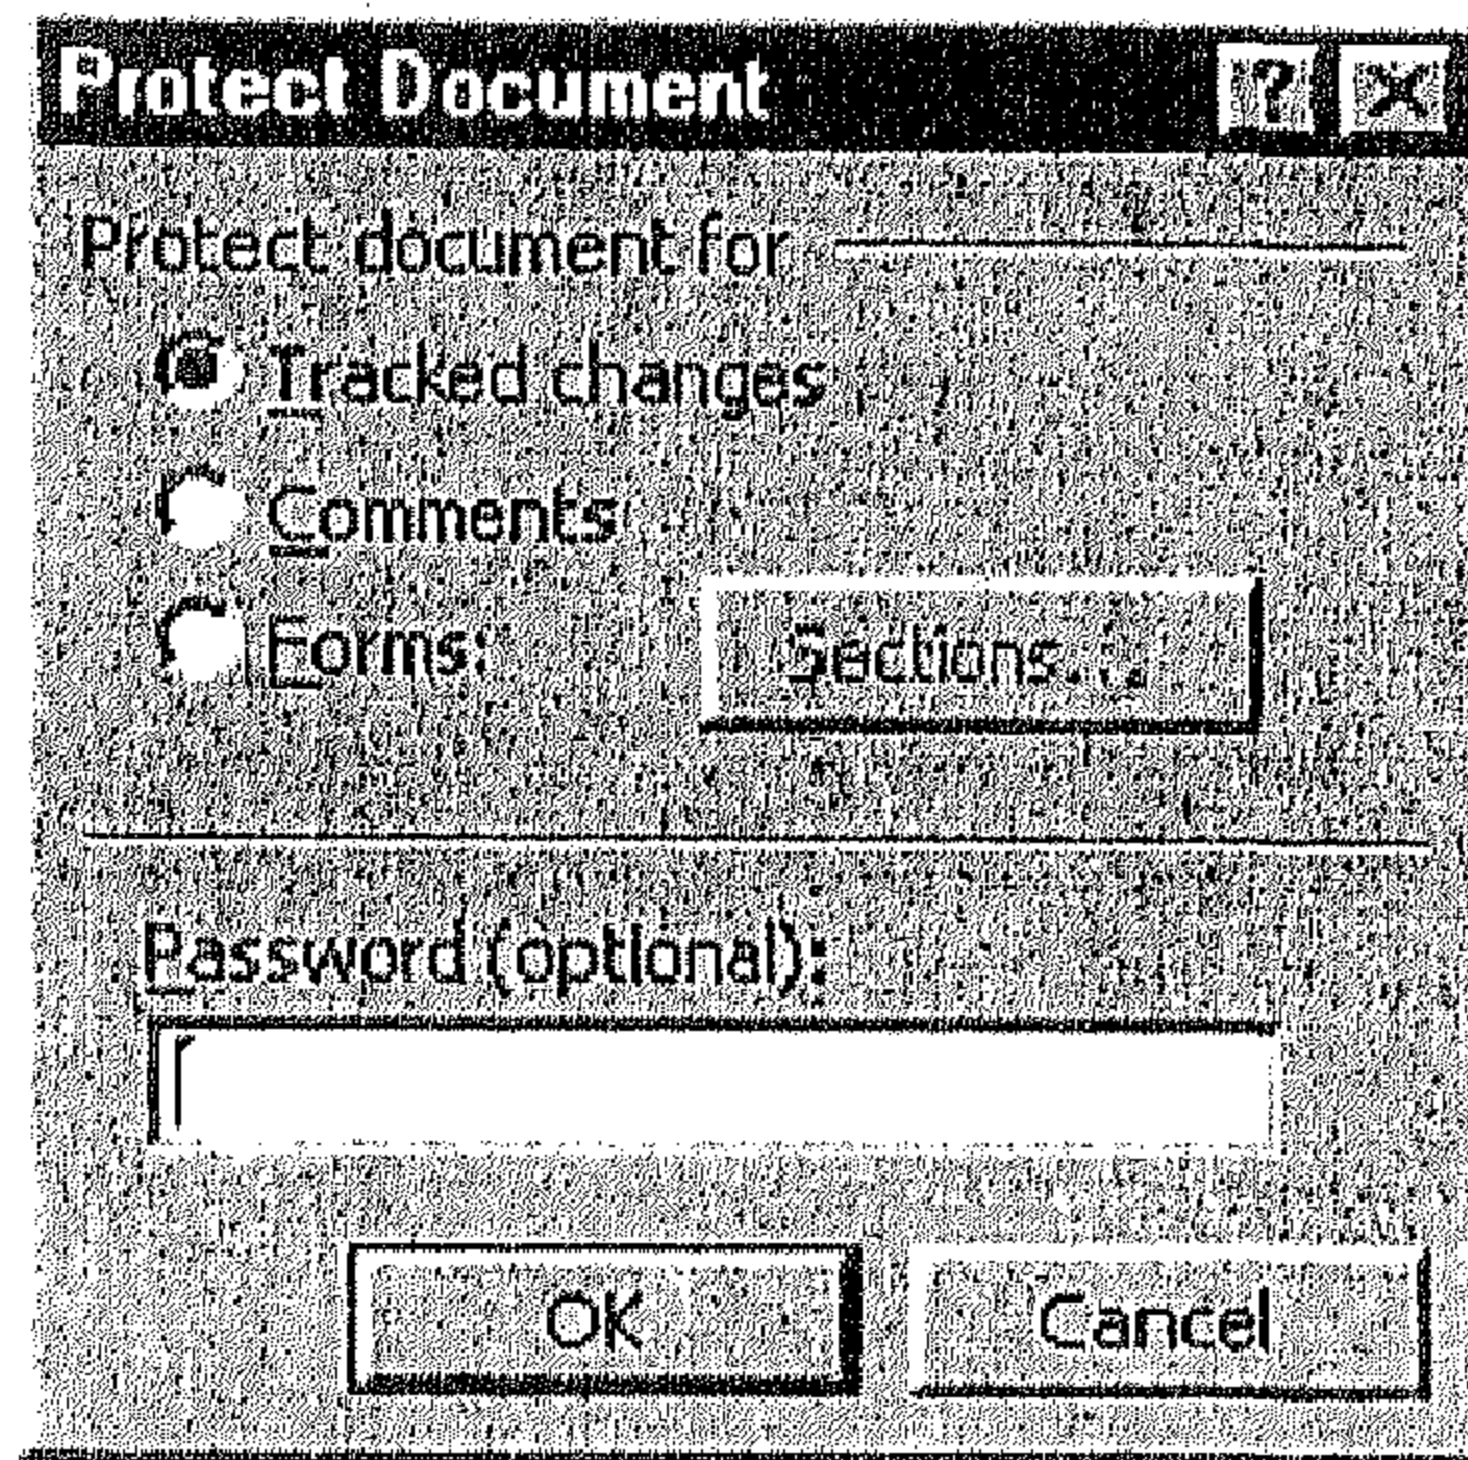 Protect Document ? ×
Protect document for
Tracked changes
Comments
Forms: Sections...
Password (optional):
OK Cancel